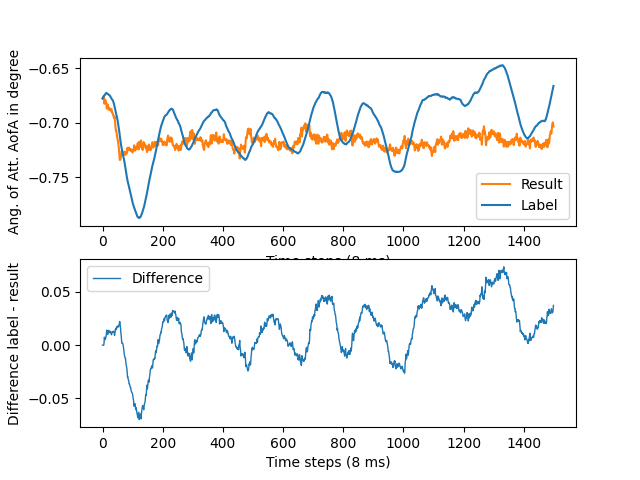 Ang. of Att. AofA in degree
−0.65
−0.70
−0.75
Result
Label
0 200 400 600 800 1000 1200 1400
Time steps (8 ms)
Difference label - result
0.05
0.00
−0.05
Difference
0 200 400 600 800 1000 1200 1400
Time steps (8 ms)